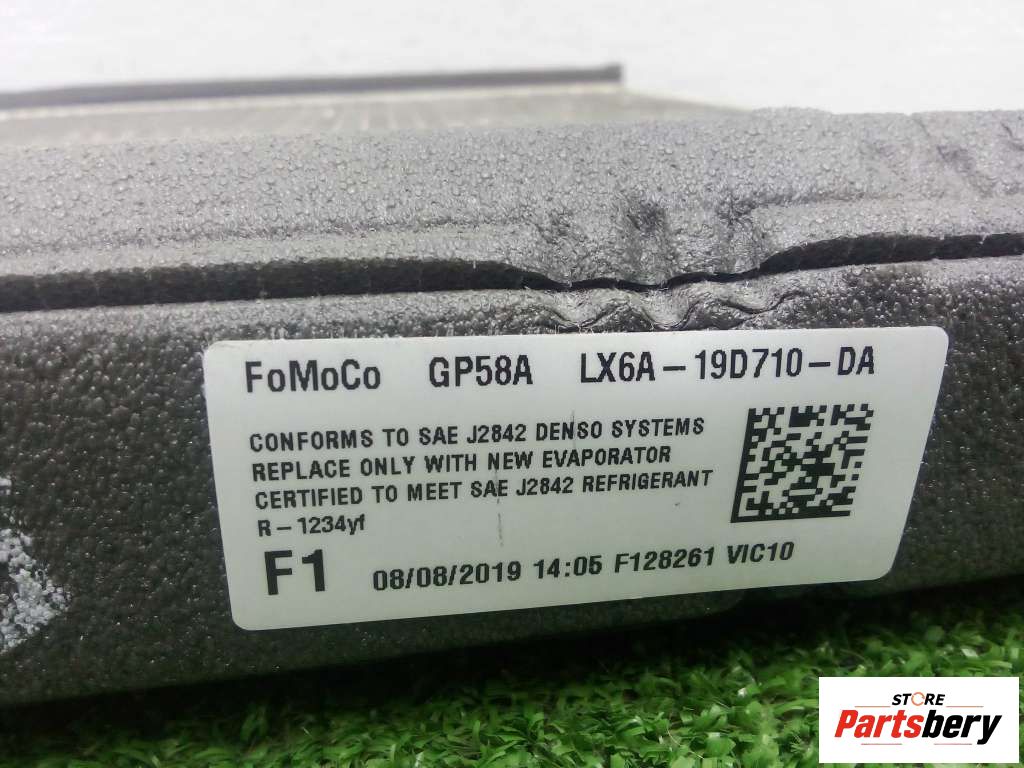 FoMoCo GP58A LX6A-19D710-DA
CONFORMS TO SAE J2842 DENSO SYSTEMS
REPLACE ONLY WITH NEW EVAPORATOR
CERTIFIED TO MEET SAE J2842 REFRIGERANT
R-1234yf
F1 08/08/2019 14:05 F128261 VIC10
STORE
Partsbery